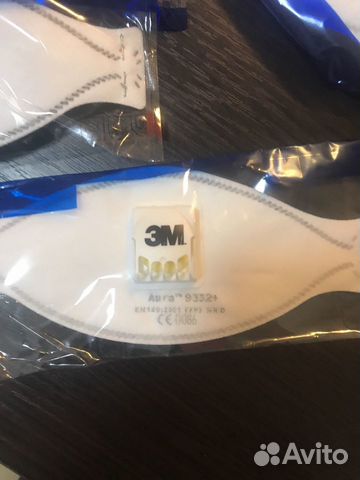 3M
Aura™ 9332+
EN149:2001 FFP3 NR D
CE 0086
Avito